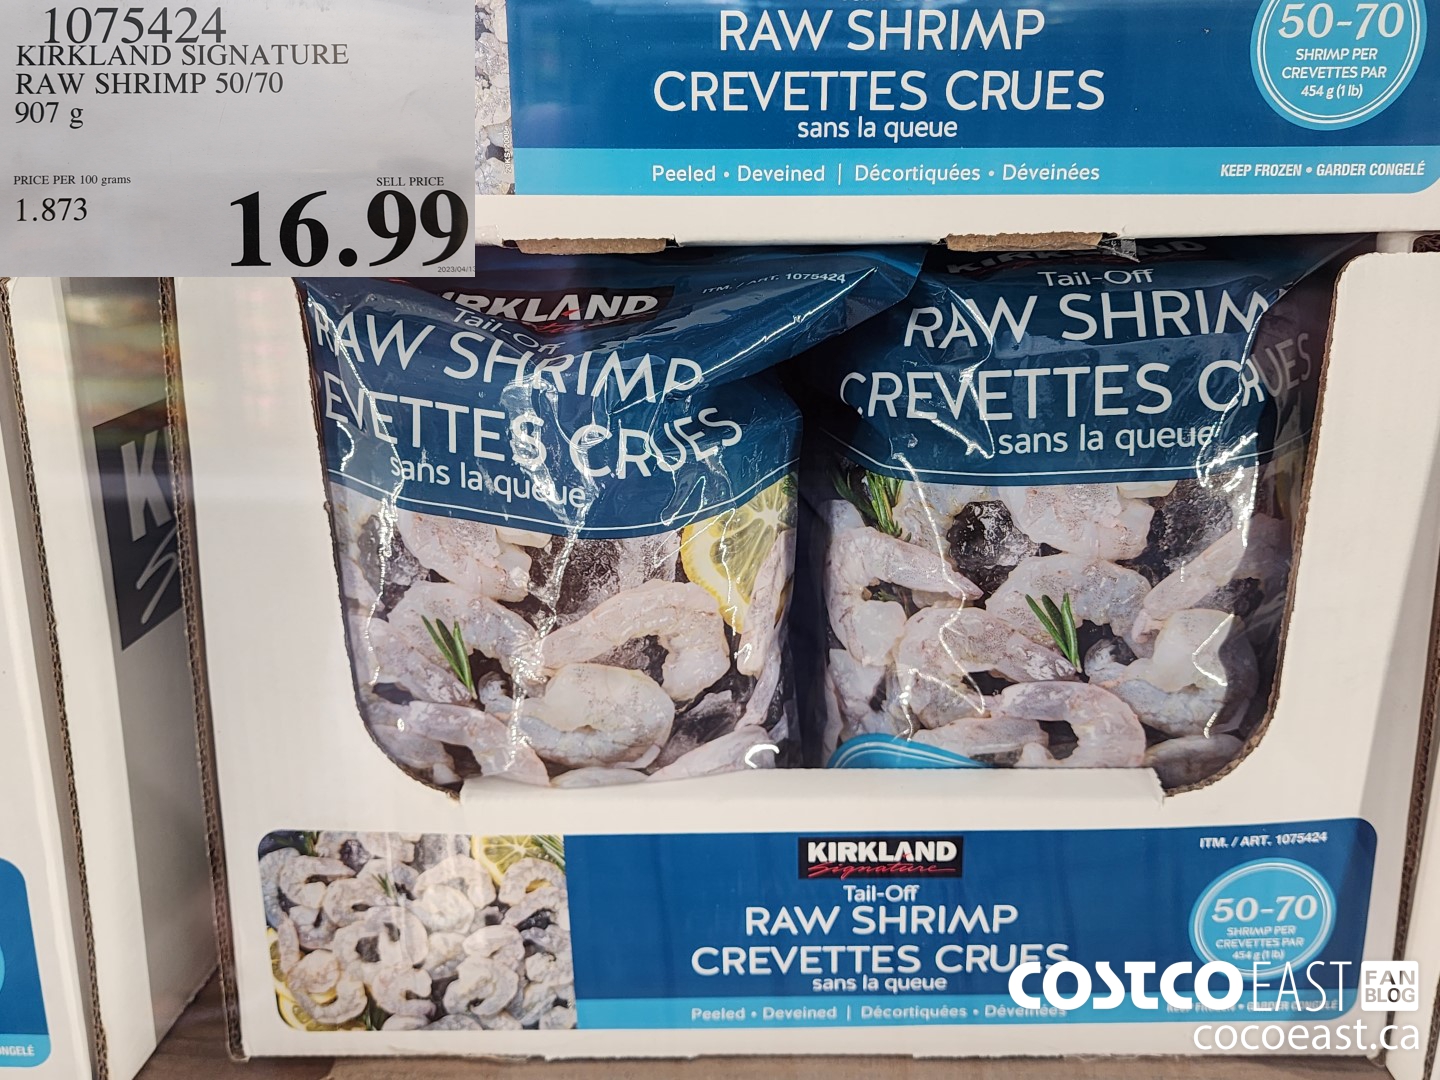 1075424
KIRKLAND SIGNATURE
RAW SHRIMP 50/70
907 g
PRICE PER 100 grams
1.873
SELL PRICE
16.99
RAW SHRIMP
CREVETTES CRUES
sans la queue
Peeled • Deveined | Décortiquées • Déveinées
50-70
SHRIMP PER
CREVETTES PAR
454 g (1 lb)
KEEP FROZEN • GARDER CONGELÉ
ITM. / ART. 1075424
KIRKLAND
Tail-Off
RAW SHRIMP
EVETTES CRUES
sans la queue
Tail-Off
RAW SHRIM
CREVETTES CRUES
sans la queue
KIRKLAND
Signature
Tail-Off
RAW SHRIMP
CREVETTES CRUES
sans la queue
Peeled • Deveined | Décortiquées • Déveinées
ITM. / ART. 1075424
50-70
SHRIMP PER
CREVETTES PAR
454 g (1 lb)
NGELÉ
COSTCO EAST FAN BLOG
cocoeast.ca